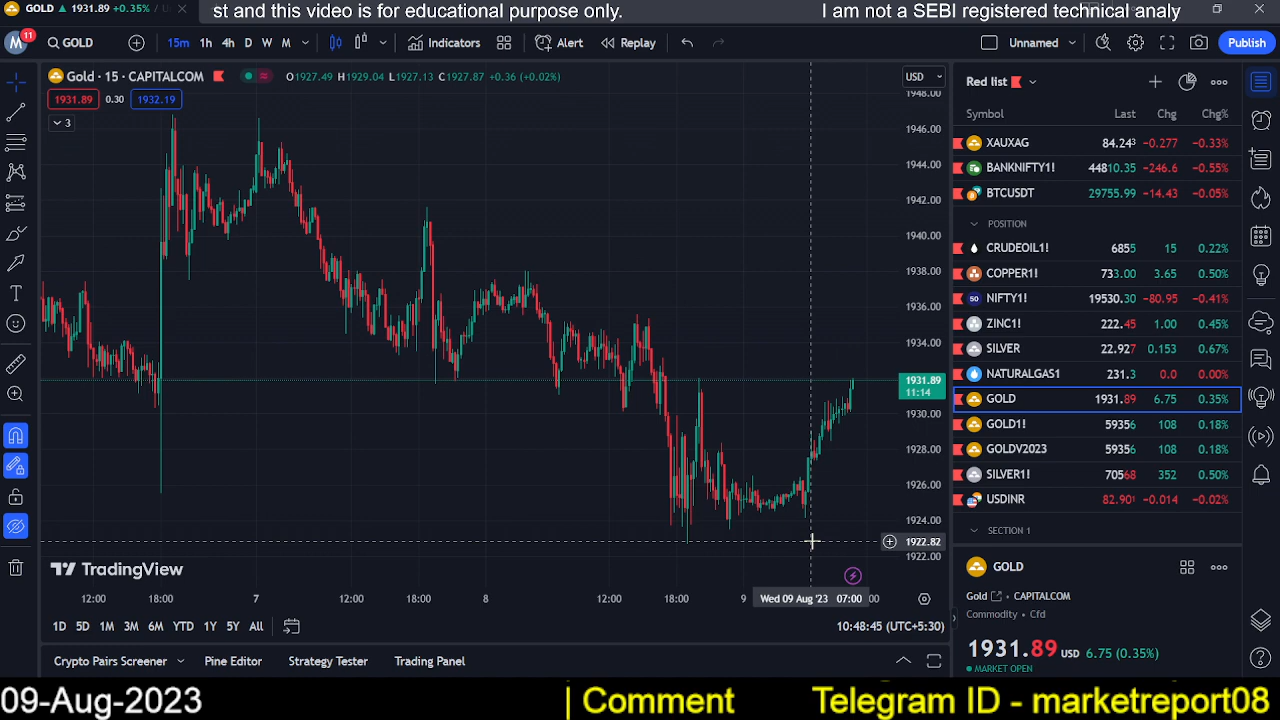 GOLD ▲ 1931.89 +0.35% / U
st and this video is for educational purpose only.
I am not a SEBI registered technical analy
M 11
GOLD
15m 1h 4h D W M
Indicators
Alert
Replay
Unnamed
Publish
Gold · 15 · CAPITALCOM
O1927.49 H1929.04 L1927.13 C1927.87 +0.36 (+0.02%)
1931.89 0.30 1932.19
3
USD
1948.00
1946.00
1944.00
1942.00
1940.00
1938.00
1936.00
1934.00
1931.89
11:14
1930.00
1928.00
1926.00
1924.00
1922.82
1922.00
TradingView
12:00 18:00 7 12:00 18:00 8 12:00 18:00 9 Wed 09 Aug '23 07:00 :00
1D 5D 1M 3M 6M YTD 1Y 5Y All
10:48:45 (UTC+5:30)
Crypto Pairs Screener
Pine Editor
Strategy Tester
Trading Panel
Red list
Symbol Last Chg Chg%
XAUXAG 84.243 −0.277 −0.33%
BANKNIFTY1! 44810.35 −246.6 −0.55%
BTCUSDT 29755.99 −14.43 −0.05%
POSITION
CRUDEOIL1! 6855 15 0.22%
COPPER1! 733.00 3.65 0.50%
NIFTY1! 19530.30 −80.95 −0.41%
ZINC1! 222.45 1.00 0.45%
SILVER 22.927 0.153 0.67%
NATURALGAS1 231.3 0.0 0.00%
GOLD 1931.89 6.75 0.35%
GOLD1! 59356 108 0.18%
GOLDV2023 59356 108 0.18%
SILVER1! 70568 352 0.50%
USDINR 82.901 −0.014 −0.02%
SECTION 1
GOLD
Gold · CAPITALCOM
Commodity · Cfd
1931.89 USD 6.75 (0.35%)
MARKET OPEN
09-Aug-2023
| Comment
Telegram ID - marketreport08